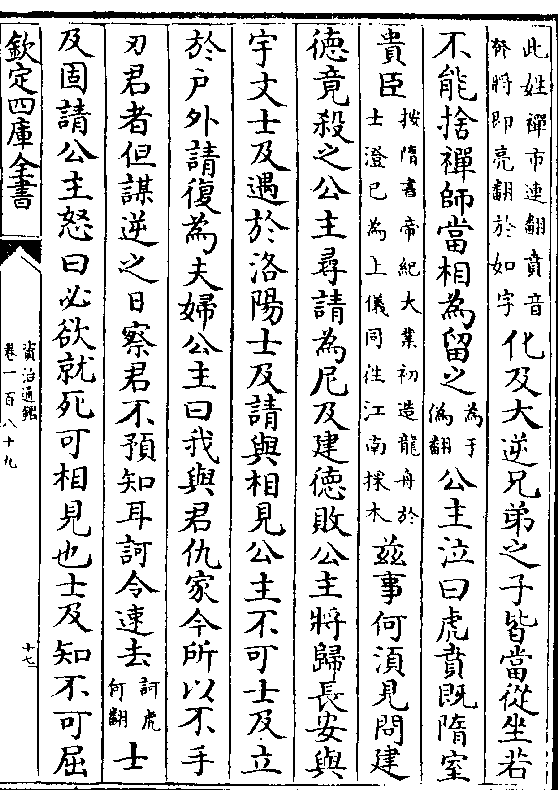 此姓禪市連翻賁音
奔將即亮翻於如字
化及大逆兄弟之子皆當從坐若
不能捨禪師當相為留之
為于
偽翻
公主泣曰虎賁既隋室
貴臣
按隋書帝紀大業初造龍舟於
士澄已為上儀同往江南採木
兹事何須見問建
德竟殺之公主尋請為尼及建德敗公主將歸長安與
宇文士及遇於洛陽士及請與相見公主不可士及立
於户外請復為夫婦公主曰我與君仇家今所以不手
刃君者但謀逆之日察君不預知耳訶令速去
訶虎
何翻
士
及固請公主怒曰必欲就死可相見也士及知不可屈
欽定四庫全書
資治通鑑
卷一百八十九
十七